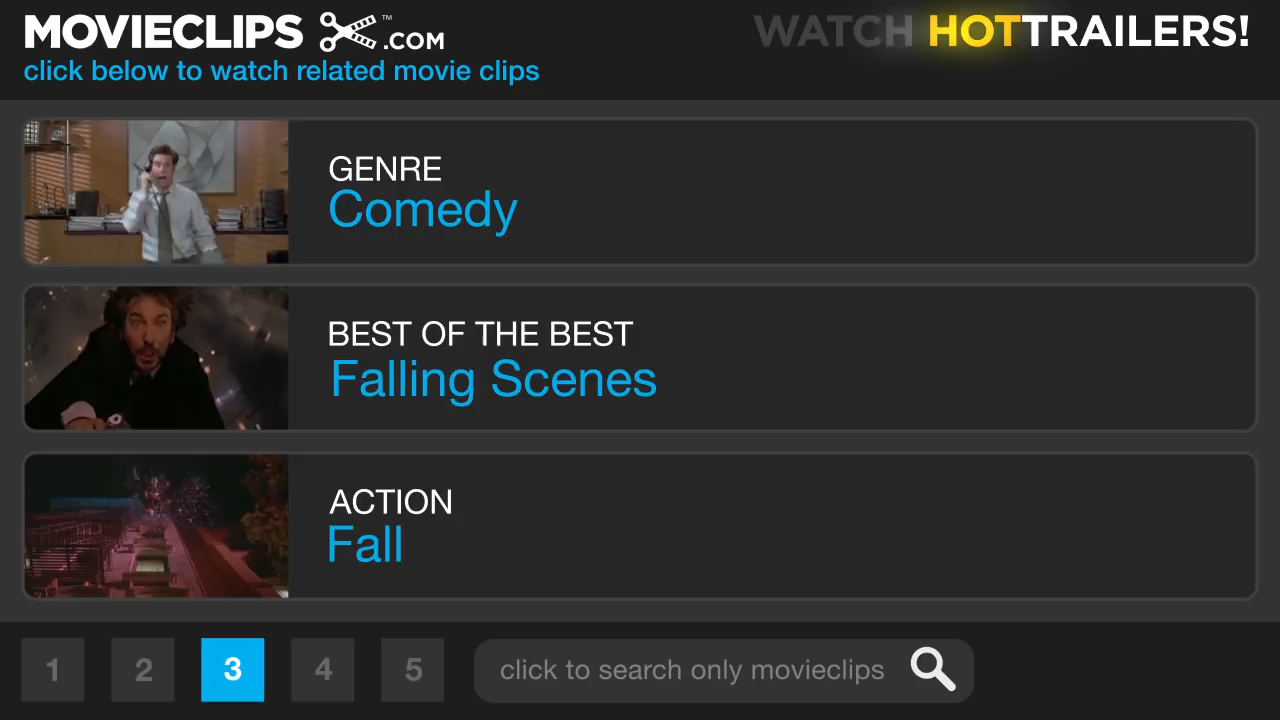 MOVIECLIPS ™ .COM
WATCH HOTTRAILERS!
click below to watch related movie clips
GENRE
Comedy
BEST OF THE BEST
Falling Scenes
ACTION
Fall
1 2 3 4 5 click to search only movieclips